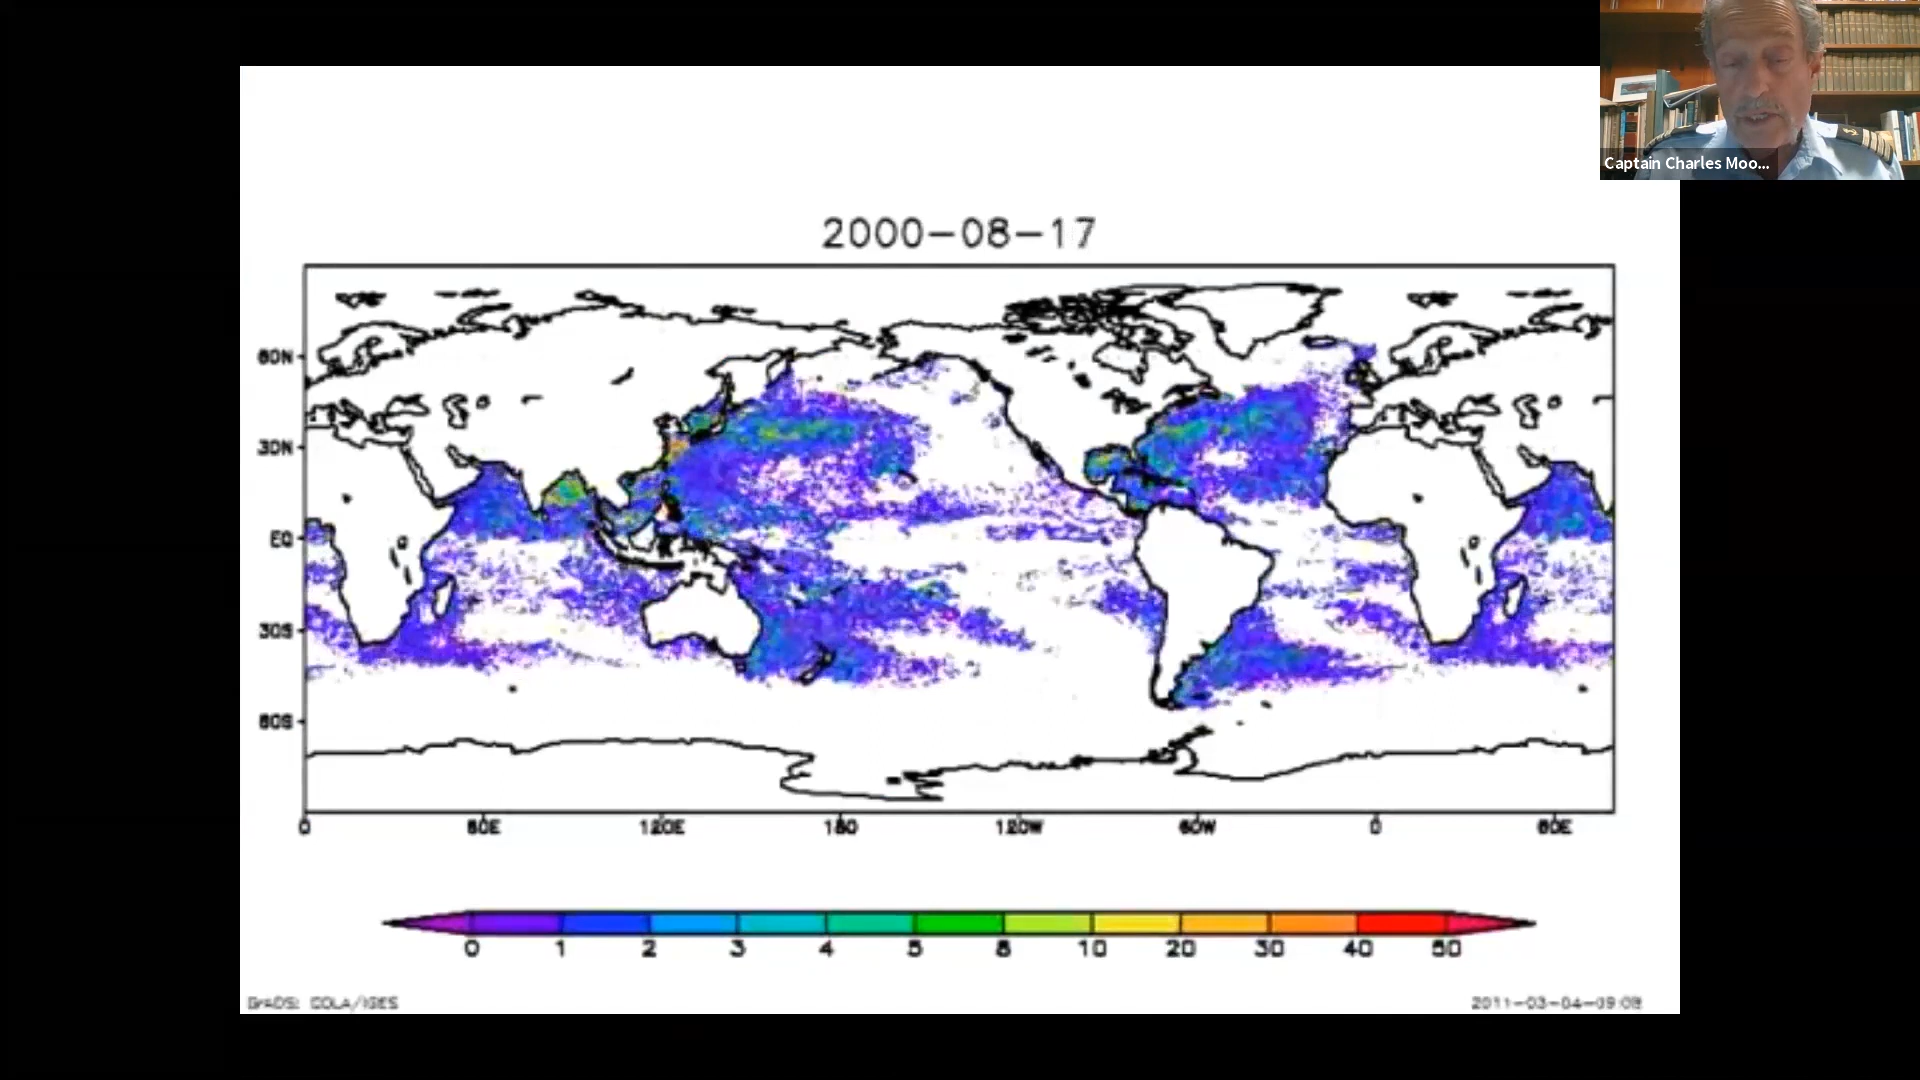 Captain Charles Moo...
2000-08-17
60N
30N
EQ
30S
60S
0 60E 120E 180 120W 60W 0 60E
0 1 2 3 4 5 8 10 20 30 40 50
GrADS: COLA/IGES 2011-03-04-09:08